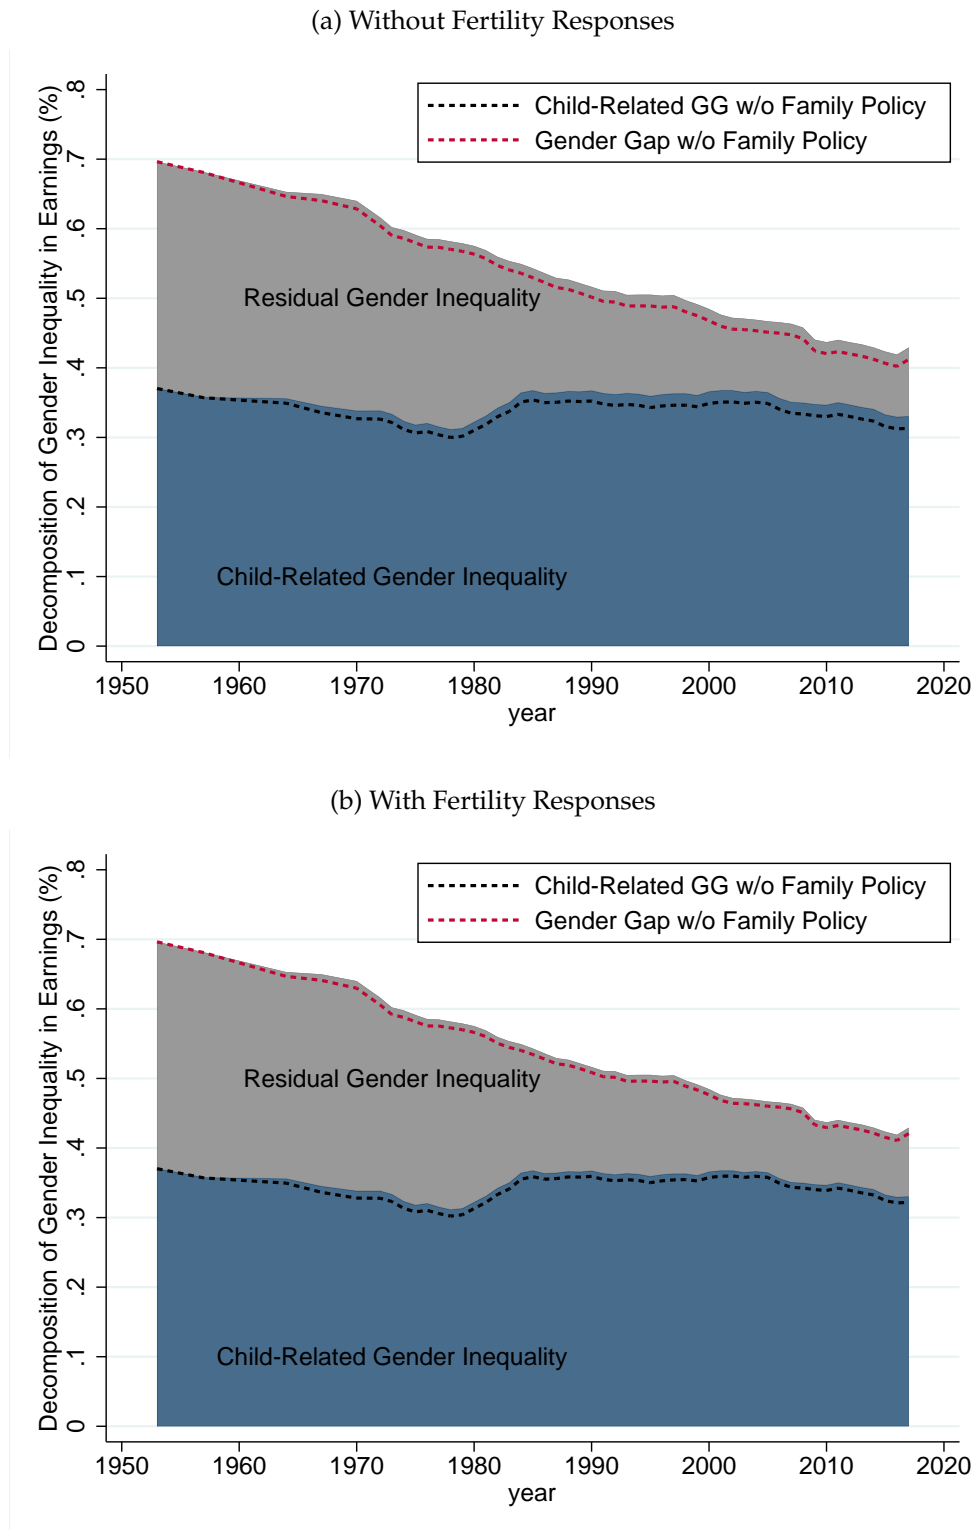 (a) Without Fertility Responses
Decomposition of Gender Inequality in Earnings (%)
.8
.7
.6
.5
.4
.3
.2
.1
0
Child-Related GG w/o Family Policy
Gender Gap w/o Family Policy
Residual Gender Inequality
Child-Related Gender Inequality
1950 1960 1970 1980 1990 2000 2010 2020
year
(b) With Fertility Responses
Decomposition of Gender Inequality in Earnings (%)
.8
.7
.6
.5
.4
.3
.2
.1
0
Child-Related GG w/o Family Policy
Gender Gap w/o Family Policy
Residual Gender Inequality
Child-Related Gender Inequality
1950 1960 1970 1980 1990 2000 2010 2020
year